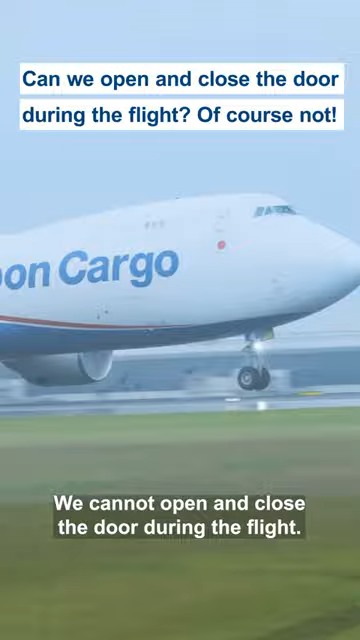 Can we open and close the door
during the flight? Of course not!
Cargo
We cannot open and close
the door during the flight.